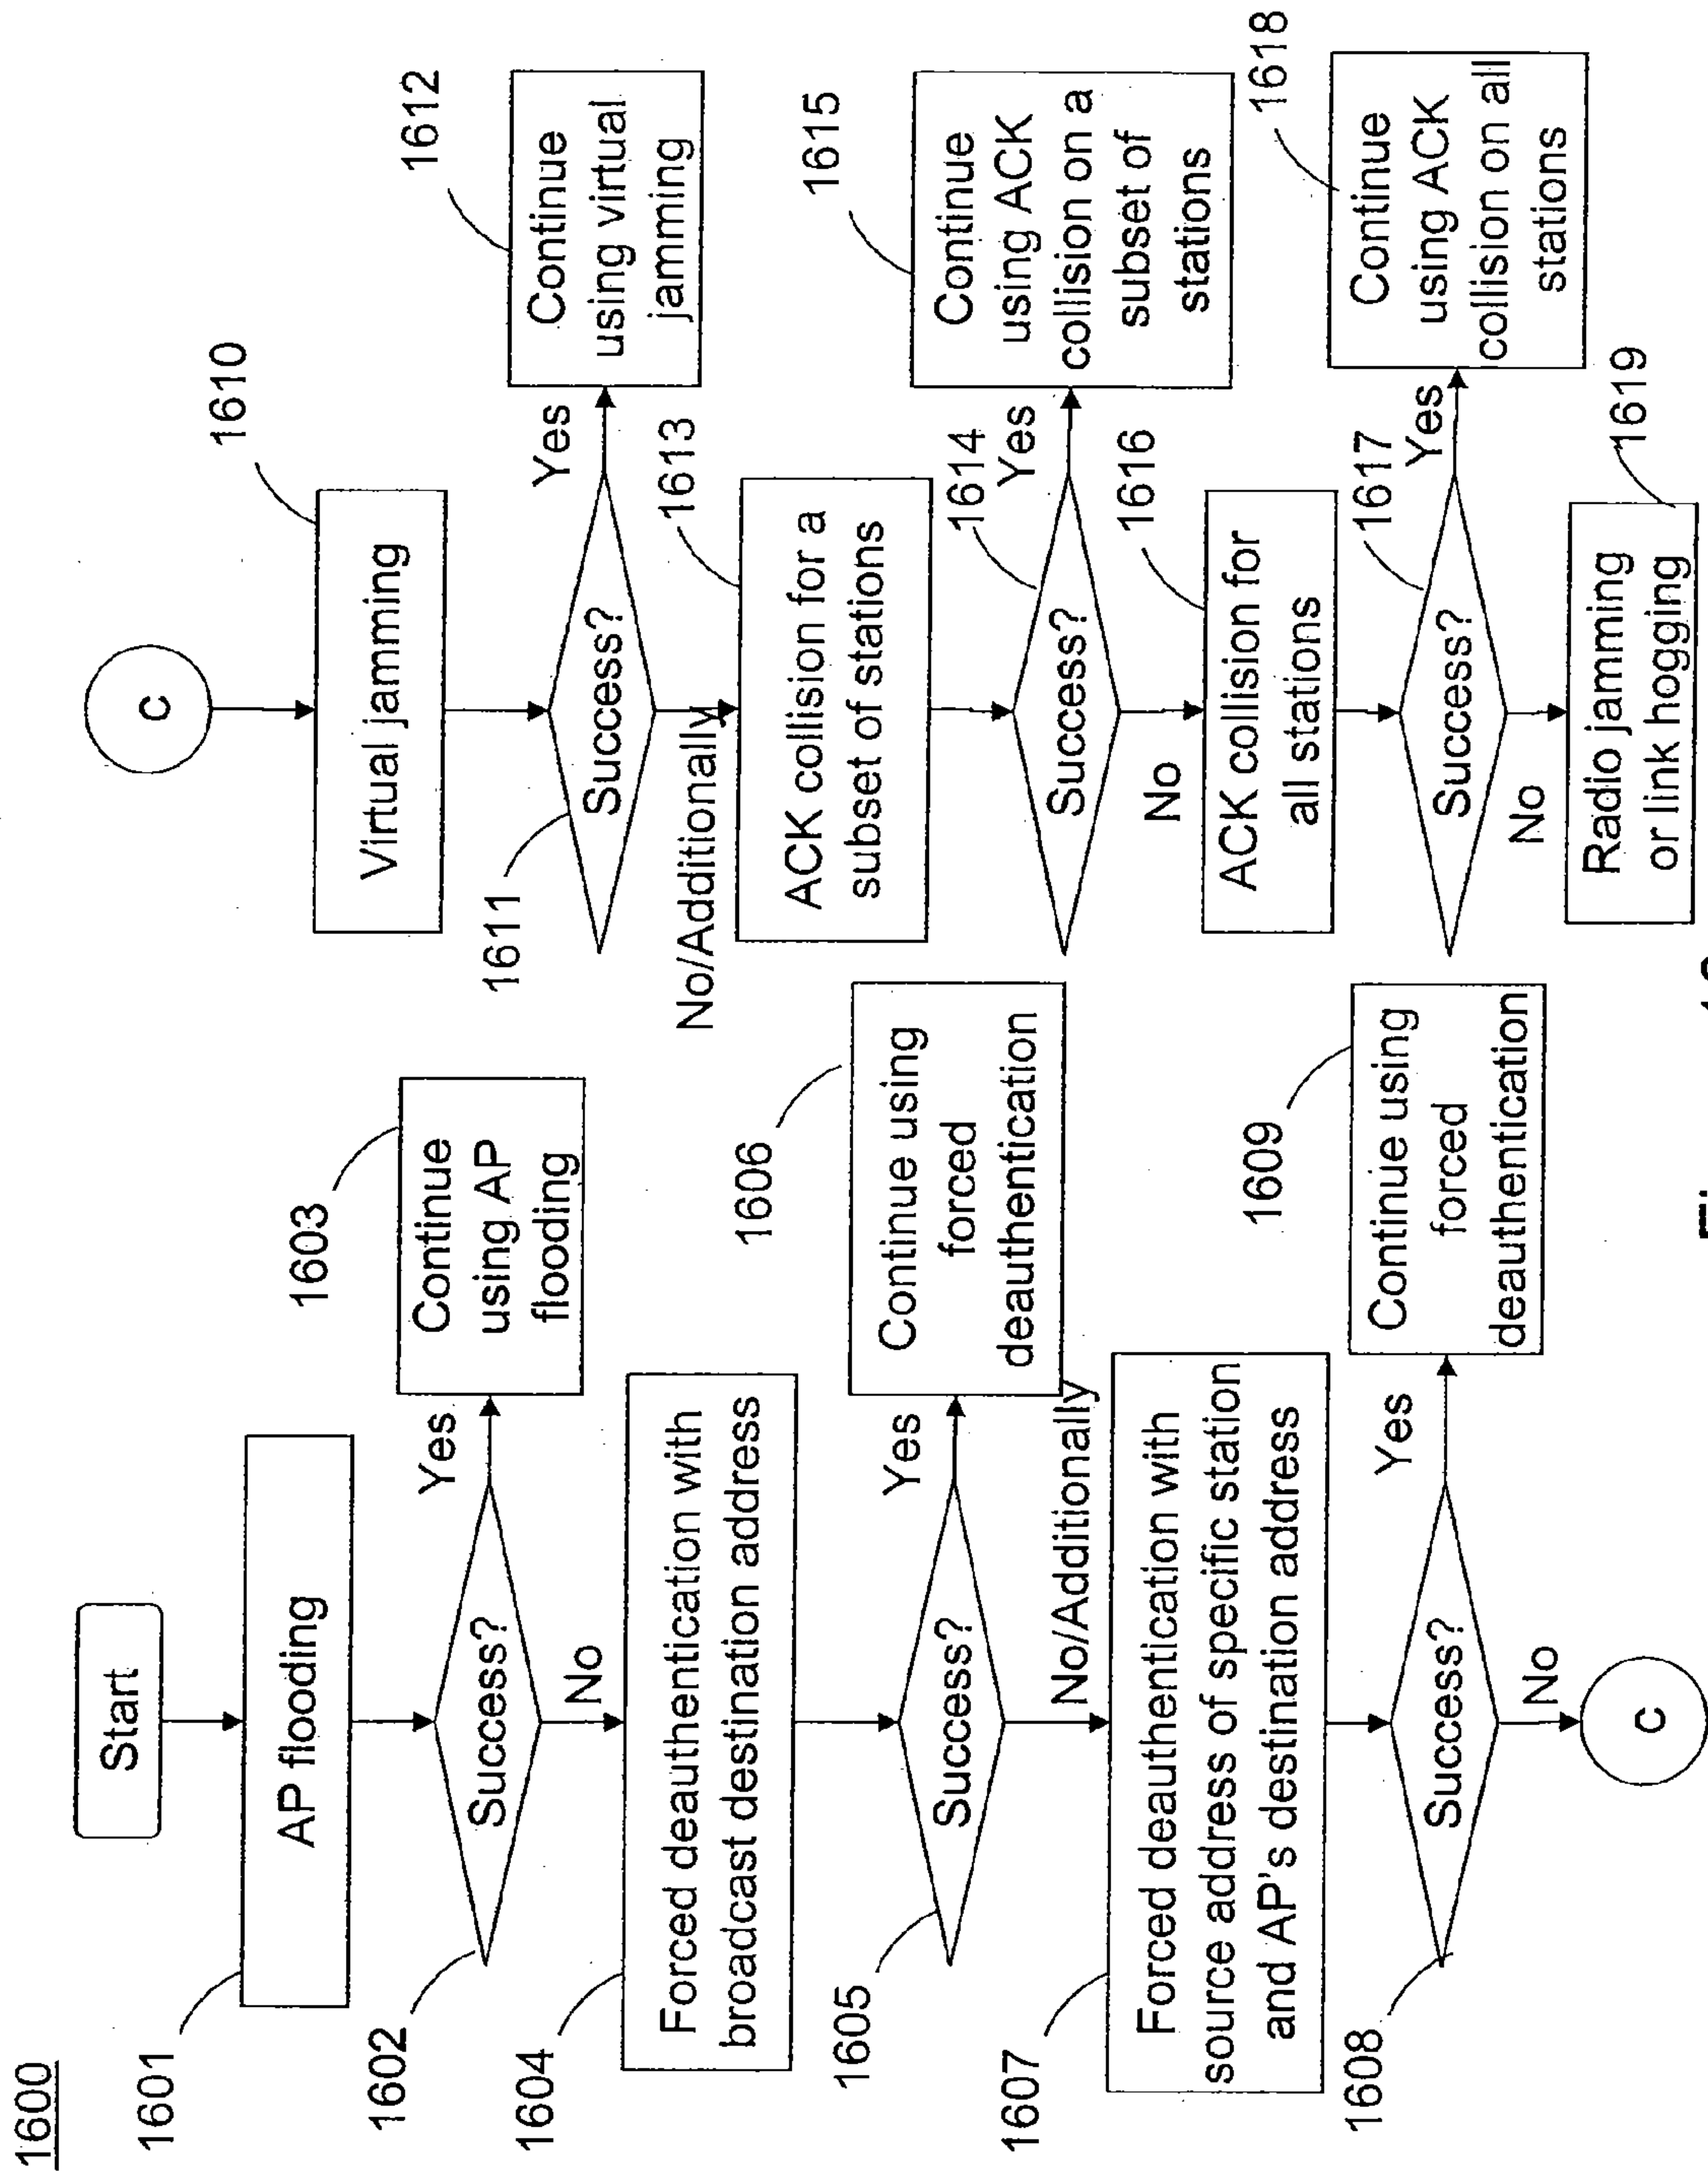 1600
Start
1601
AP flooding
1602
Success?
Yes
1603
Continue
using AP
flooding
No
1604
Forced deauthentication with
broadcast destination address
1605
Success?
Yes
1606
Continue using
forced
deauthentication
No/Additionally
1607
Forced deauthentication with
source address of specific station
and AP's destination address
1608
Success?
Yes
1609
Continue using
forced
deauthentication
No
C
C
1610
Virtual jamming
1611
Success?
Yes
1612
Continue
using virtual
jamming
No/Additionally
1613
ACK collision for a
subset of stations
1614
Success?
Yes
1615
Continue
using ACK
collision on a
subset of
stations
No
1616
ACK collision for
all stations
1617
Success?
Yes
1618
Continue
using ACK
collision on all
stations
No
1619
Radio jamming
or link hogging